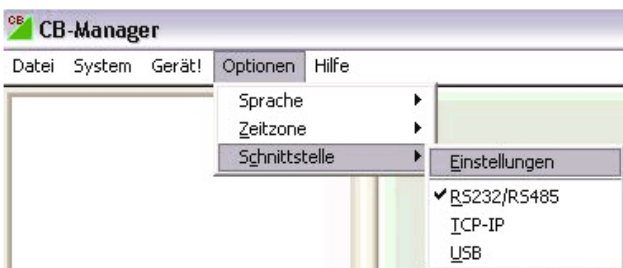 CB CB-Manager
Datei System Gerät! Optionen Hilfe
Sprache
Zeitzone
Schnittstelle
Einstellungen
RS232/RS485
TCP-IP
USB